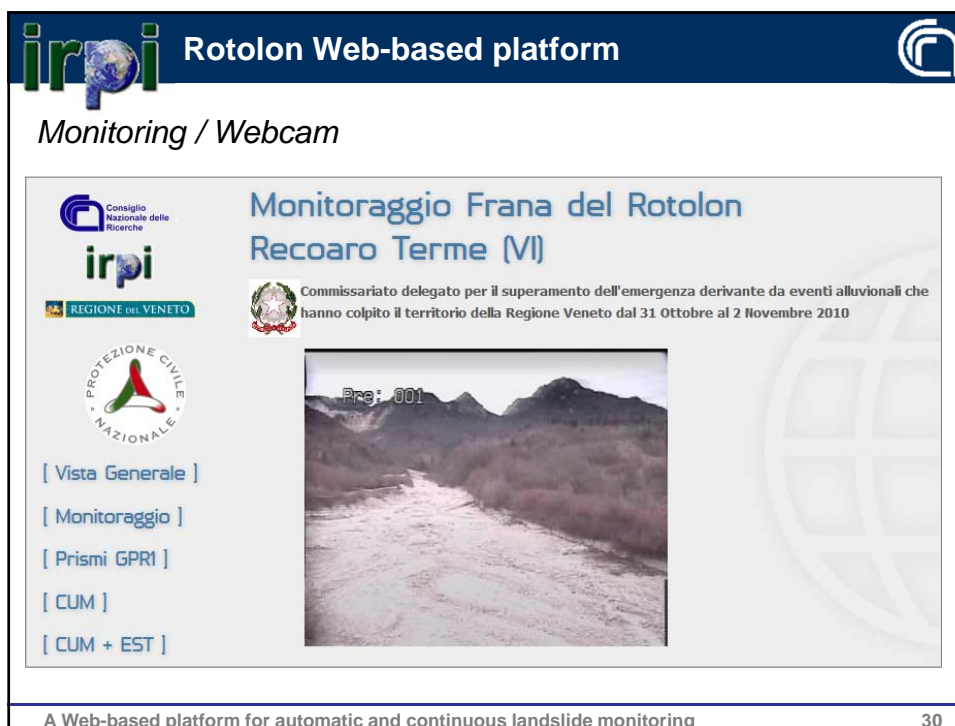 irpi
Rotolon Web-based platform
Monitoring / Webcam
Consiglio
Nazionale delle
Ricerche
irpi
REGIONE DEL VENETO
PROTEZIONE CIVILE
NAZIONALE
[ Vista Generale ]
[ Monitoraggio ]
[ Prismi GPR1 ]
[ CUM ]
[ CUM + EST ]
Monitoraggio Frana del Rotolon
Recoaro Terme (VI)
Commissariato delegato per il superamento dell'emergenza derivante da eventi alluvionali che
hanno colpito il territorio della Regione Veneto dal 31 Ottobre al 2 Novembre 2010
Pre: 001
A Web-based platform for automatic and continuous landslide monitoring
30